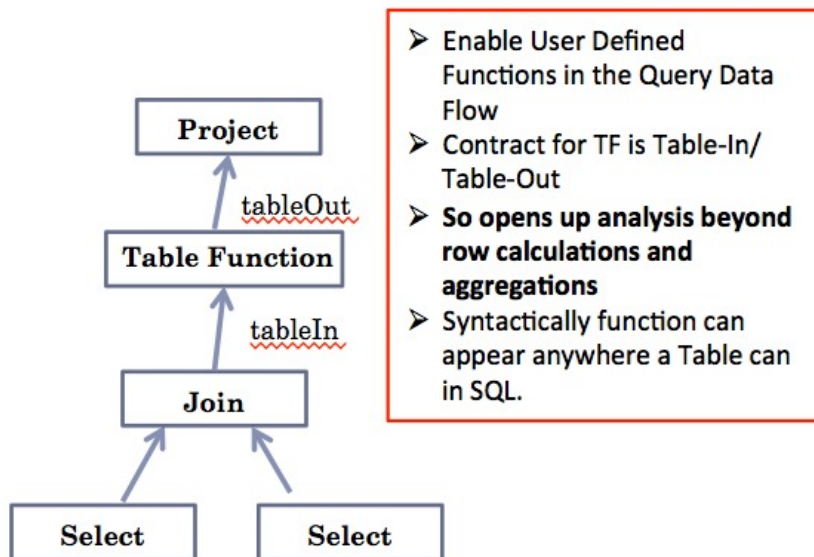 Project
tableOut
Table Function
tableIn
Join
Select
Select
➤ Enable User Defined
Functions in the Query Data
Flow
➤ Contract for TF is Table-In/
Table-Out
➤ So opens up analysis beyond
row calculations and
aggregations
➤ Syntactically function can
appear anywhere a Table can
in SQL.